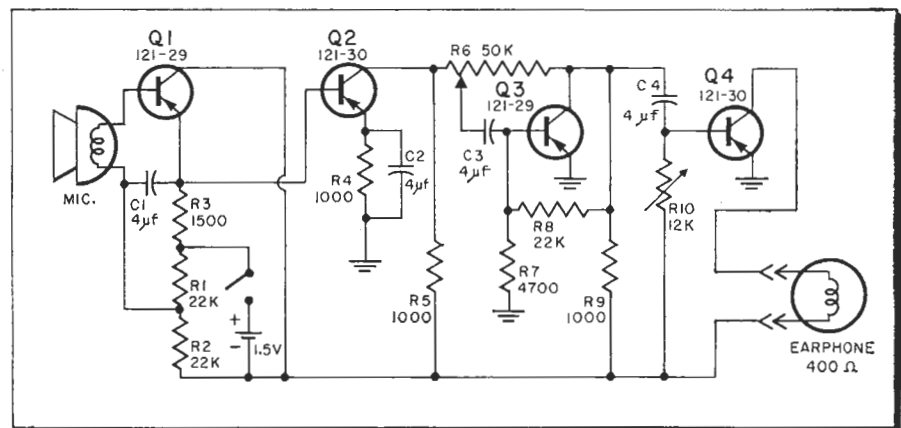 Q1
121-29
Q2
121-30
R6 50K
Q3
121-29
C4
4μf
Q4
121-30
MIC.
C1
4μf
R3
1500
R4
1000
C2
4μf
C3
4μf
R8
22K
R10
12K
R1
22K
R7
4700
R5
1000
R9
1000
R2
22K
+
-
1.5V
EARPHONE
400 Ω